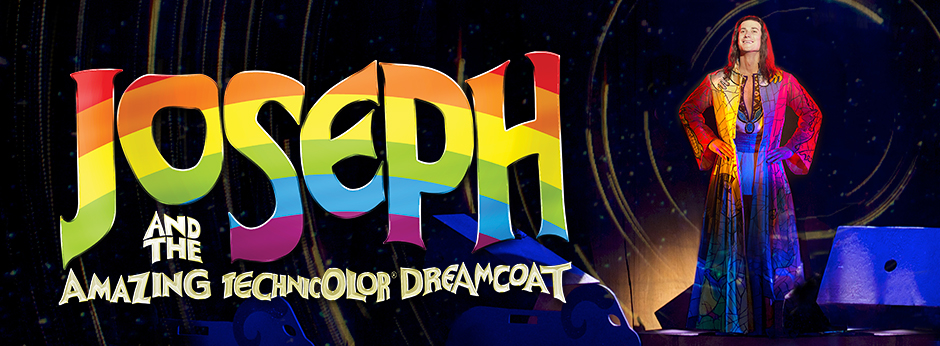 JOSEPH
AND
THE
AMAZING TECHNICOLOR® DREAMCOAT